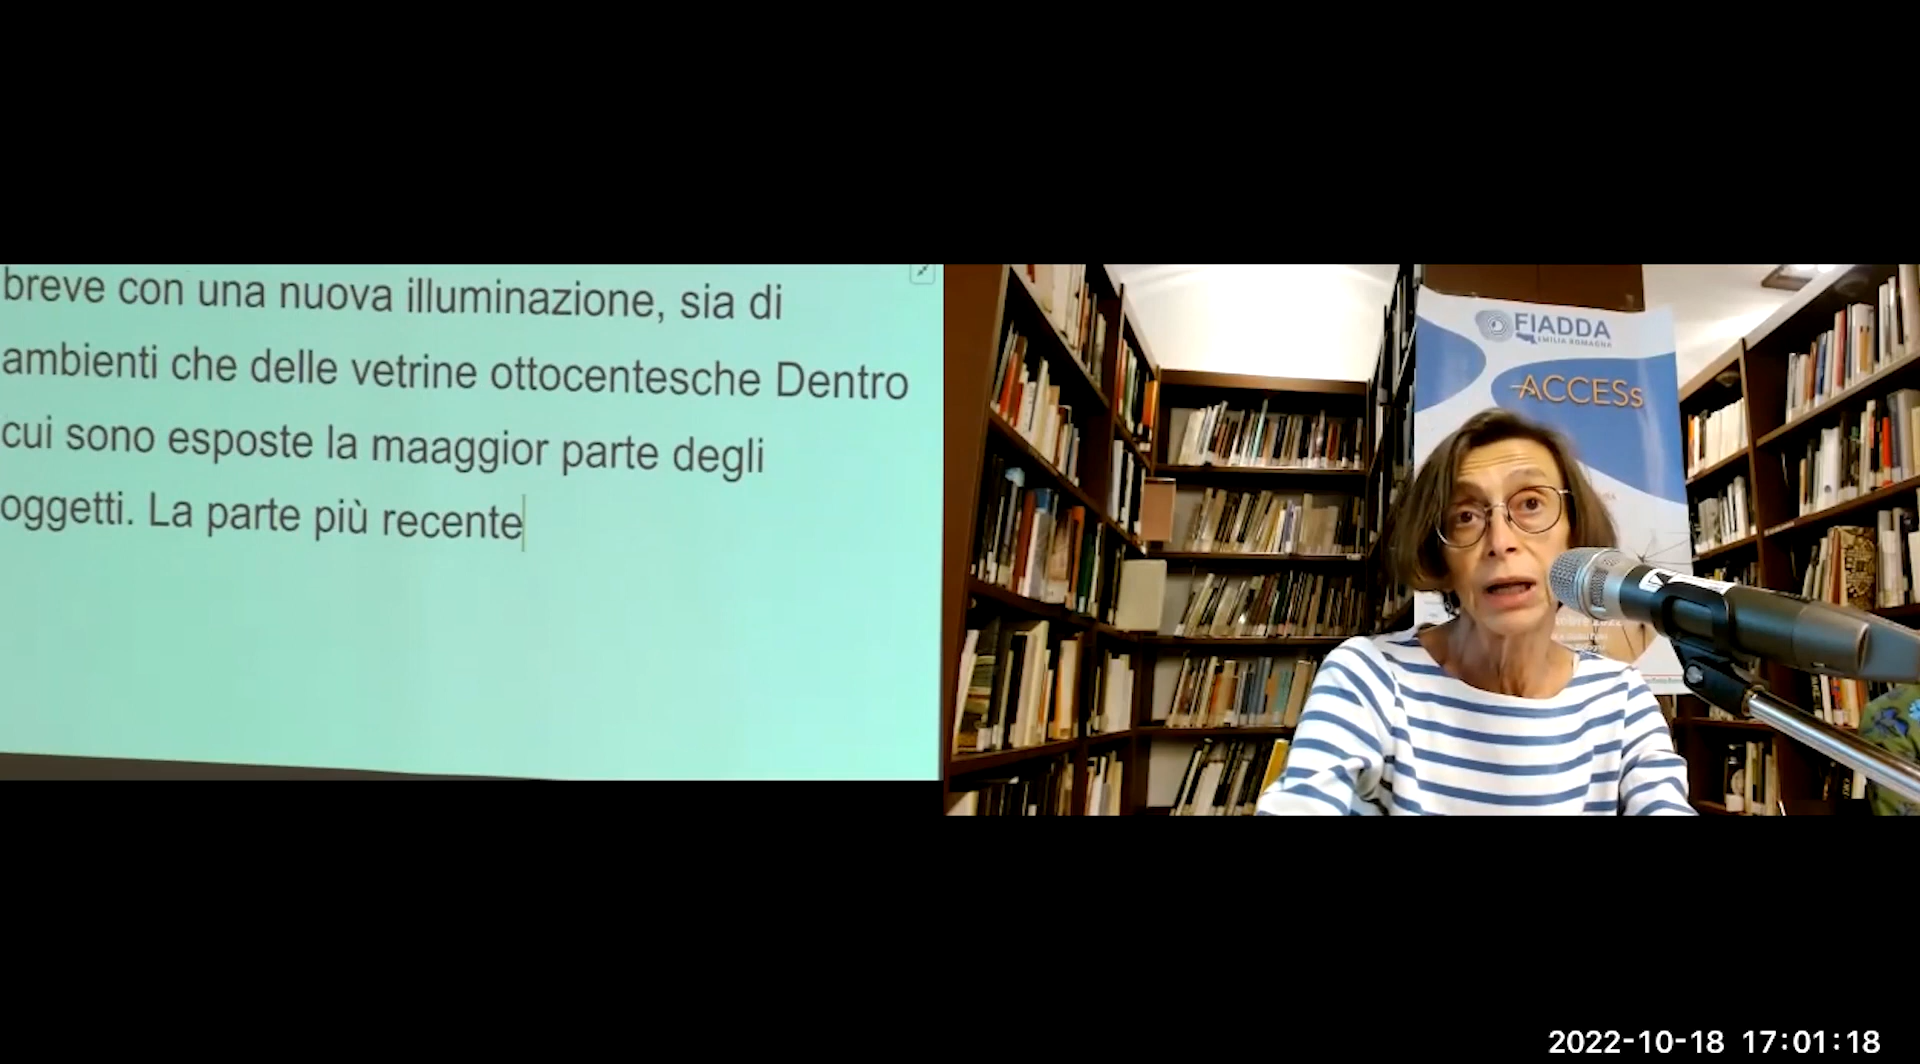 breve con una nuova illuminazione, sia di
ambienti che delle vetrine ottocentesche Dentro
cui sono esposte la maaggior parte degli
oggetti. La parte più recente
FIADDA
EMILIA ROMAGNA
ACCESs
2022-10-18 17:01:18